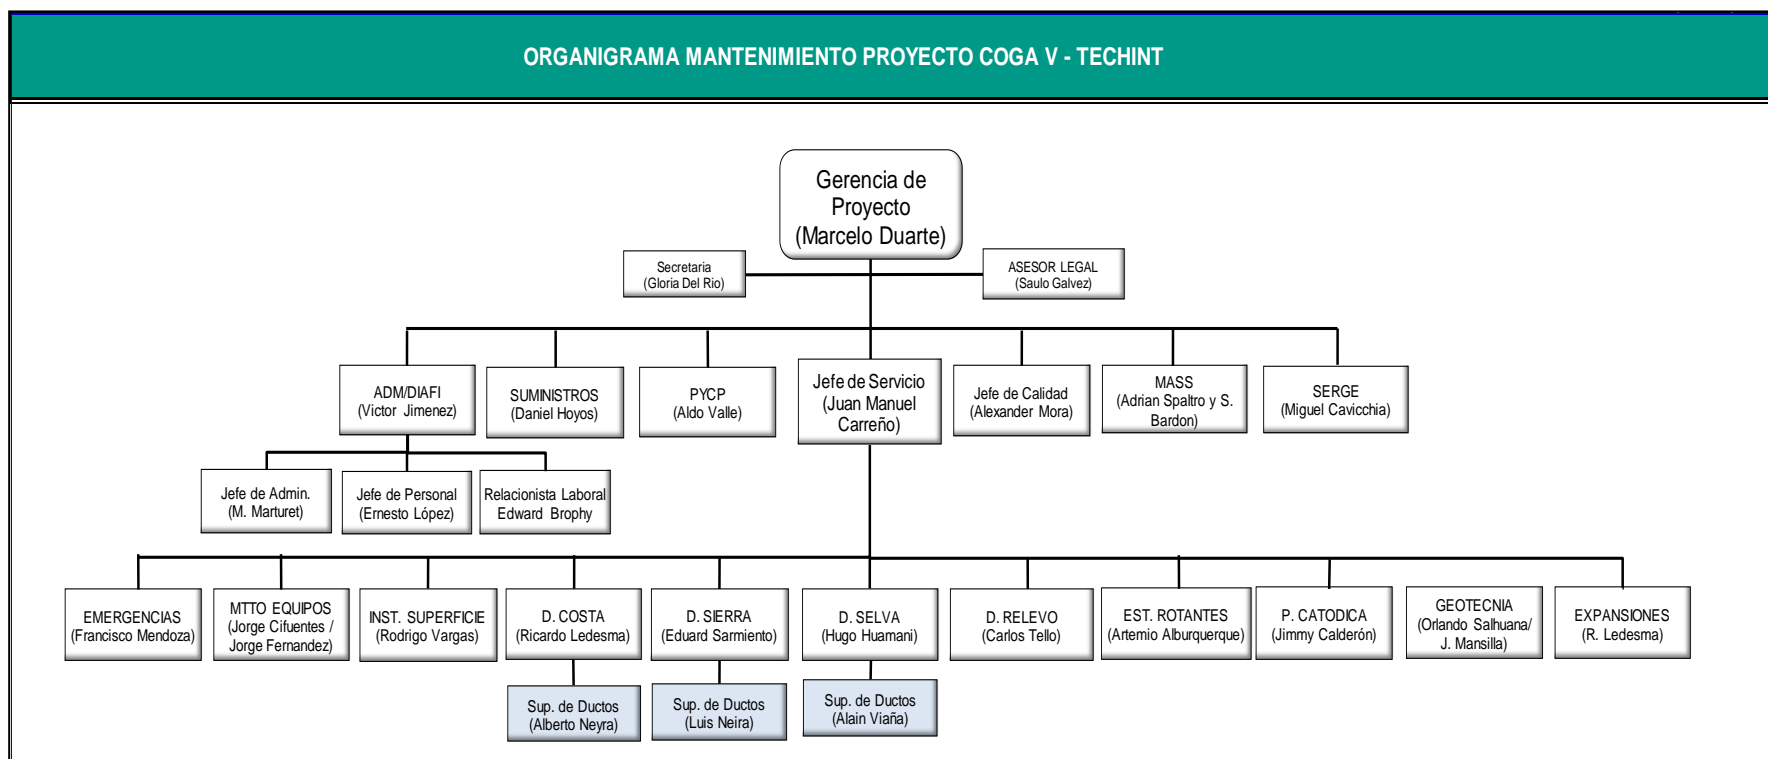 ORGANIGRAMA MANTENIMIENTO PROYECTO COGA V - TECHINT
Gerencia de
Proyecto
(Marcelo Duarte)
Secretaria
(Gloria Del Rio)
ASESOR LEGAL
(Saulo Galvez)
ADM/DIAFI
(Victor Jimenez)
SUMINISTROS
(Daniel Hoyos)
PYCP
(Aldo Valle)
Jefe de Servicio
(Juan Manuel
Carreño)
Jefe de Calidad
(Alexander Mora)
MASS
(Adrian Spaltro y S.
Bardon)
SERGE
(Miguel Cavicchia)
Jefe de Admin.
(M. Marturet)
Jefe de Personal
(Ernesto López)
Relacionista Laboral
Edward Brophy
EMERGENCIAS
(Francisco Mendoza)
MTTO EQUIPOS
(Jorge Cifuentes /
Jorge Fernandez)
INST. SUPERFICIE
(Rodrigo Vargas)
D. COSTA
(Ricardo Ledesma)
D. SIERRA
(Eduard Sarmiento)
D. SELVA
(Hugo Huamani)
D. RELEVO
(Carlos Tello)
EST. ROTANTES
(Artemio Alburquerque)
P. CATODICA
(Jimmy Calderón)
GEOTECNIA
(Orlando Salhuana/
J. Mansilla)
EXPANSIONES
(R. Ledesma)
Sup. de Ductos
(Alberto Neyra)
Sup. de Ductos
(Luis Neira)
Sup. de Ductos
(Alain Viaña)